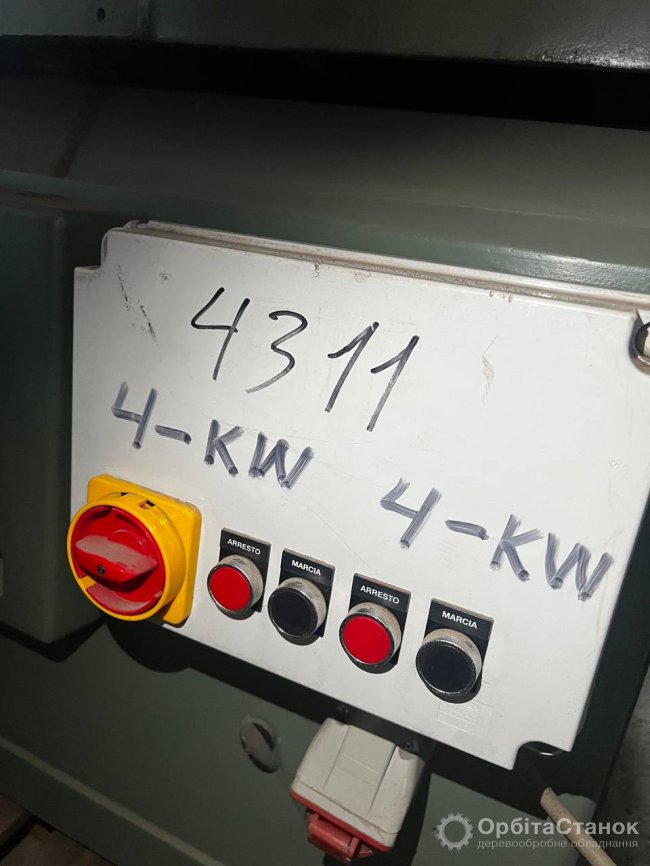 4311
4-KW
4-KW
ARRESTO
MARCIA
ARRESTO
MARCIA
ОрбітаСтанок
деревообробне обладнання